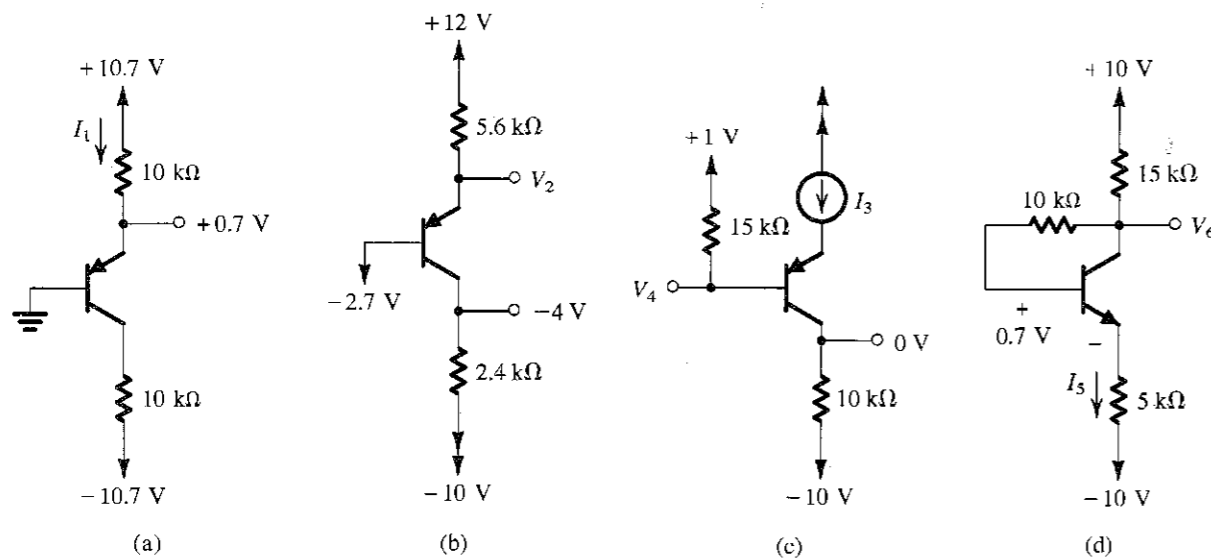 +10.7 V
I₁
10 kΩ
+0.7 V
10 kΩ
−10.7 V
(a)
+12 V
5.6 kΩ
V₂
−2.7 V
−4 V
2.4 kΩ
−10 V
(b)
+1 V
15 kΩ
I₃
V₄
0 V
10 kΩ
−10 V
(c)
+10 V
15 kΩ
10 kΩ
V₆
+
0.7 V
−
I₅
5 kΩ
−10 V
(d)